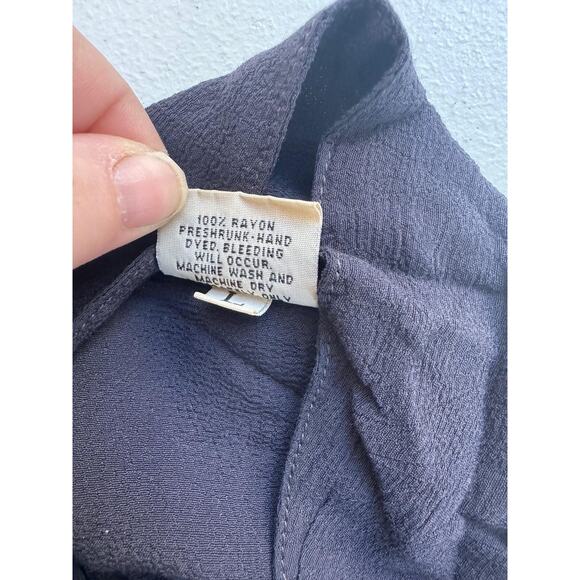 100% RAYON
PRESHRUNK-HAND
DYED. BLEEDING
WILL OCCUR.
MACHINE WASH AND
MACHINE DRY
ONLY
L